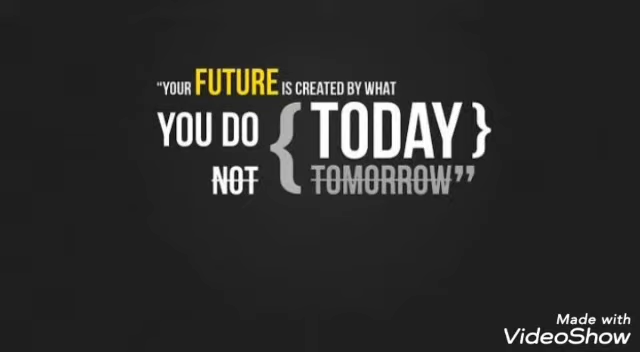 “YOUR FUTURE IS CREATED BY WHAT
YOU DO { TODAY }
NOT TOMORROW”
Made with
VideoShow